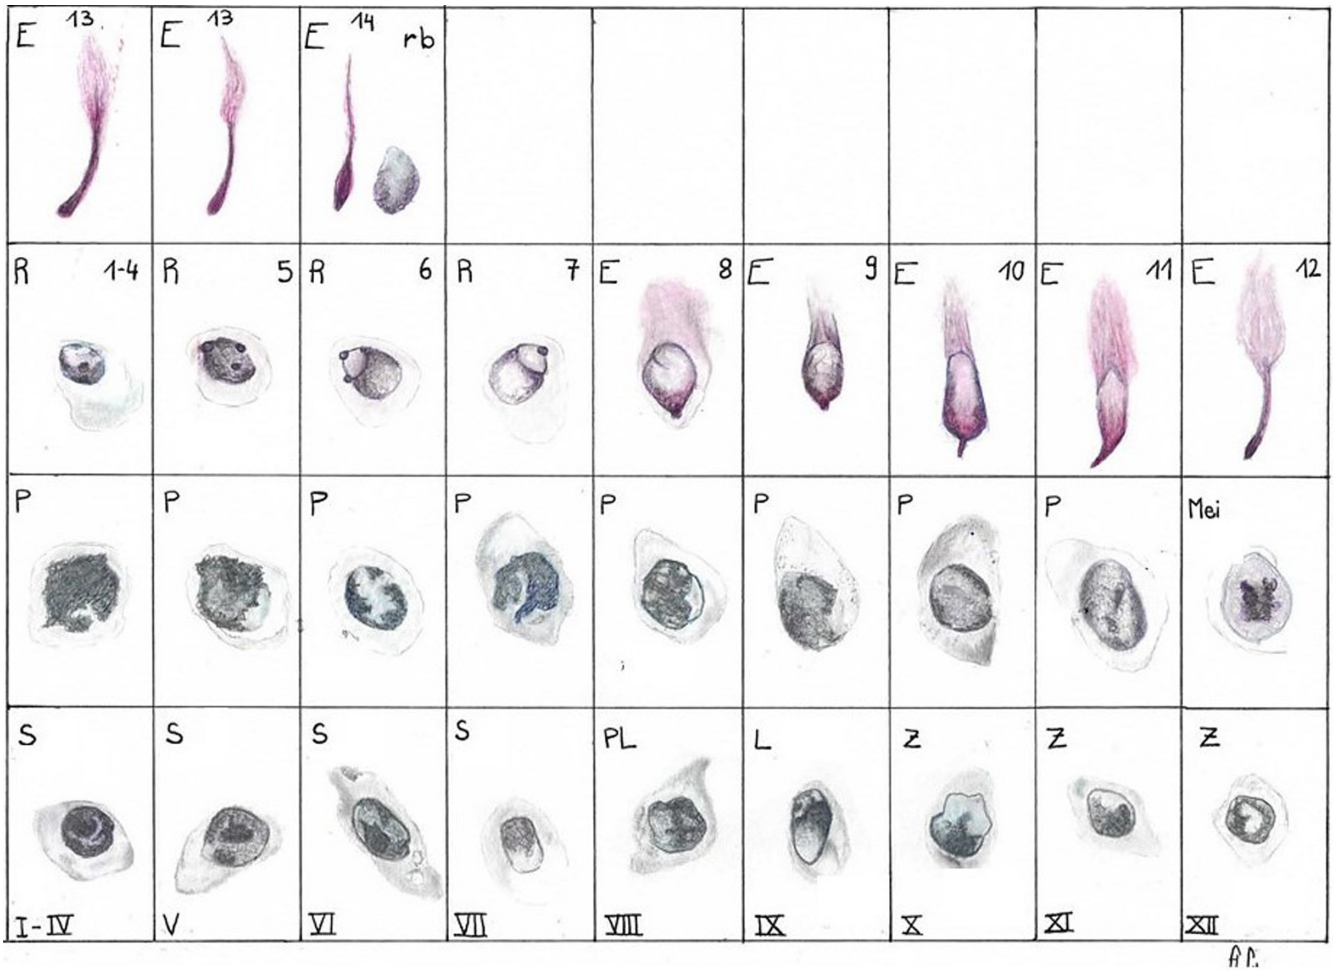 E 13 E 13 E 14 rb
R 1-4 R 5 R 6 R 7 E 8 E 9 E 10 E 11 E 12
P P P P P P P P Mei
S S S S PL L Z Z Z
I-IV V VI VII VIII IX X XI XII